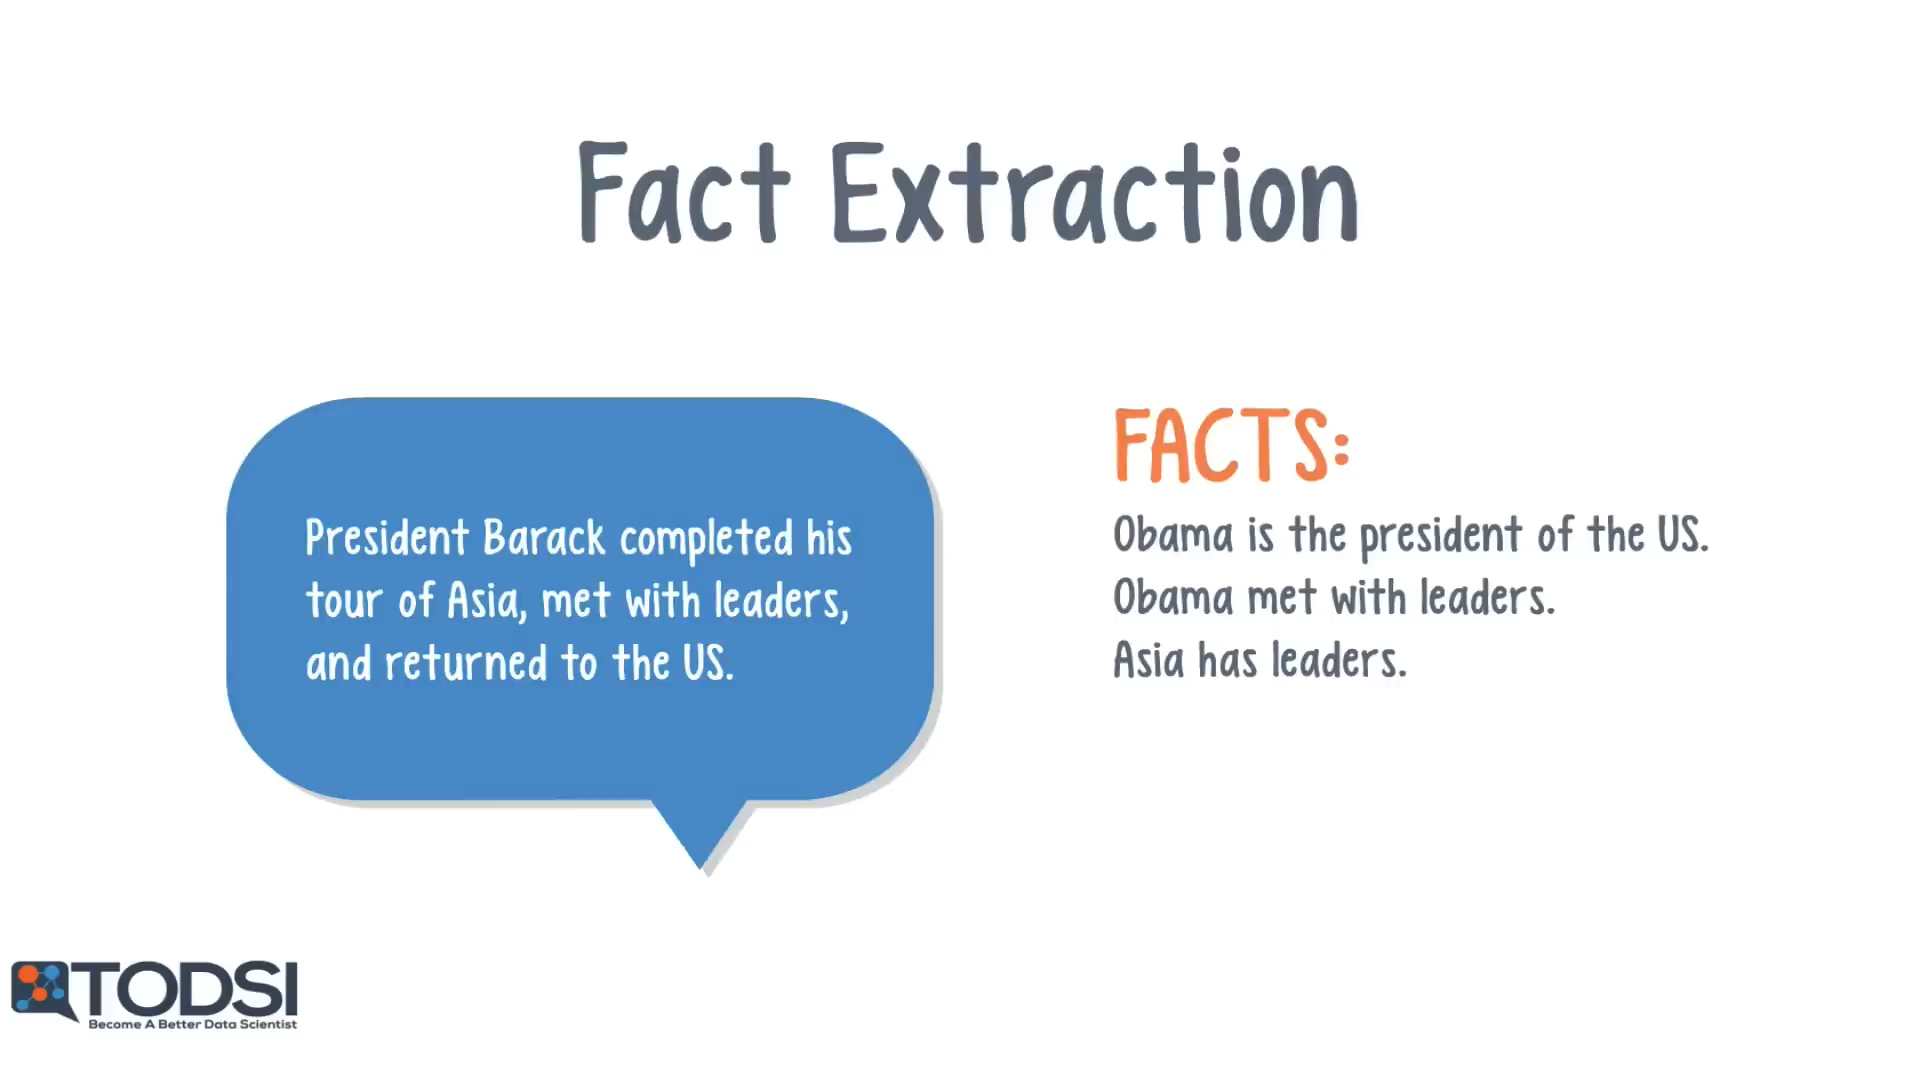 Fact Extraction
President Barack completed his
tour of Asia, met with leaders,
and returned to the US.
FACTS:
Obama is the president of the US.
Obama met with leaders.
Asia has leaders.
TODSI
Become A Better Data Scientist